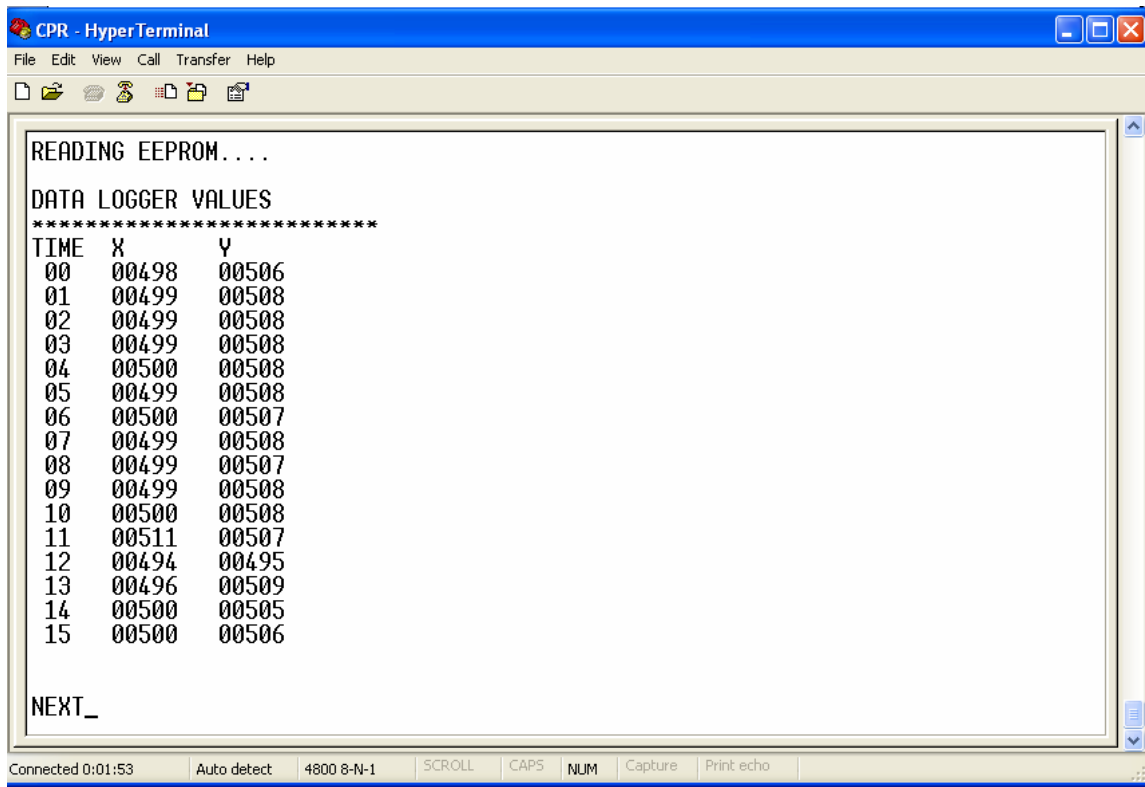 CPR - HyperTerminal
File Edit View Call Transfer Help
READING EEPROM....
DATA LOGGER VALUES
**************************
TIME X Y
00 00498 00506
01 00499 00508
02 00499 00508
03 00499 00508
04 00500 00508
05 00499 00508
06 00500 00507
07 00499 00508
08 00499 00507
09 00499 00508
10 00500 00508
11 00511 00507
12 00494 00495
13 00496 00509
14 00500 00505
15 00500 00506
NEXT_
Connected 0:01:53 Auto detect 4800 8-N-1 SCROLL CAPS NUM Capture Print echo